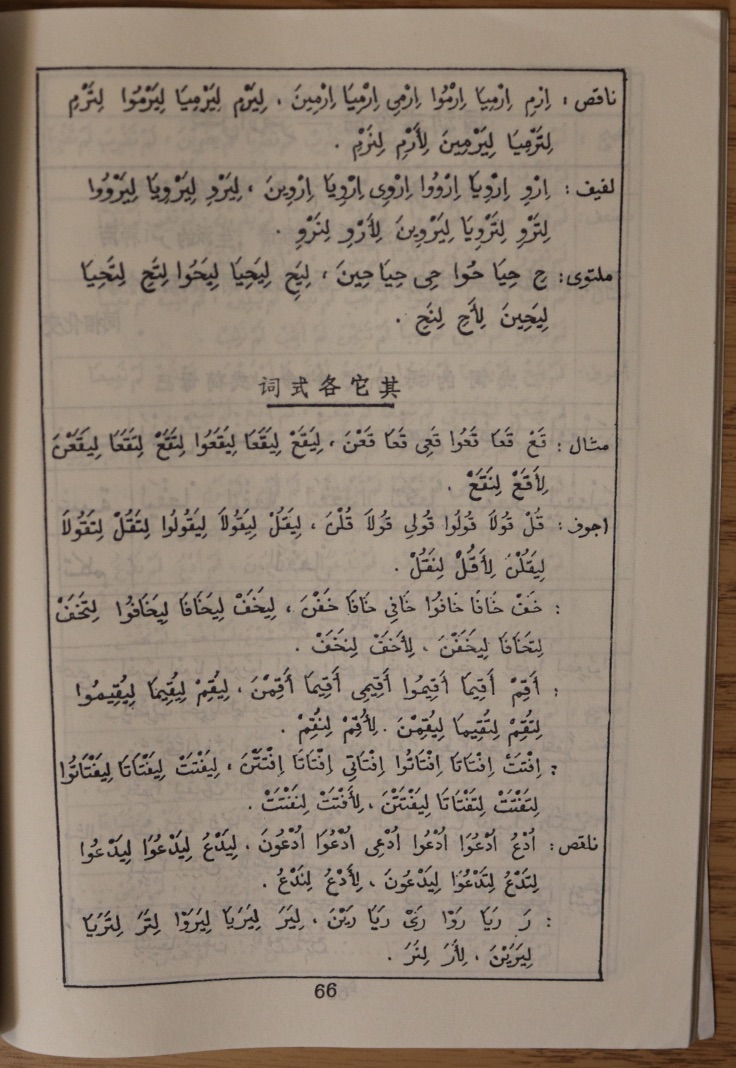 ناقص: اِرْمِ اِرْمِيَا اِرْمُوا اِرْمِى اِرْمِيَا اِرْمِينَ ، لِيَرْمِ لِيَرْمِيَا لِيَرْمُوا لِتَرْمِ
لِتَرْمِيَا لِيَرْمِينَ لِأَرْمِ لِنَرْمِ .
لفيف: اِرْوِ اِرْوِيَا اِرْوُوا اِرْوِى اِرْوِيَا اِرْوِينَ ، لِيَرْوِ لِيَرْوِيَا لِيَرْوُوا
لِتَرْوِ لِتَرْوِيَا لِيَرْوِينَ لِأَرْوِ لِنَرْوِ .
ملتوى: حِ حِيَا حُوا حِى حِيَا حِينَ ، لِيَحِ لِيَحِيَا لِيَحُوا لِتَحِ لِتَحِيَا
لِيَحِينَ لِأَحِ لِنَحِ .
其它各式词
مثال: قَعْ قَعَا قَعُوا قَعِى قَعَا قَعْنَ ، لِيَقَعْ لِيَقَعَا لِيَقَعُوا لِتَقَعْ لِتَقَعَا لِيَقَعْنَ
لِأَقَعْ لِنَقَعْ .
اجوف: قُلْ قُولَا قُولُوا قُولِى قُولَا قُلْنَ ، لِيَقُلْ لِيَقُولَا لِيَقُولُوا لِتَقُلْ لِتَقُولَا
لِيَقُلْنَ لِأَقُلْ لِنَقُلْ .
: خَفْ خَافَا خَافُوا خَافِى خَافَا خَفْنَ ، لِيَخَفْ لِيَخَافَا لِيَخَافُوا لِتَخَفْ
لِتَخَافَا لِيَخَفْنَ ، لِأَخَفْ لِنَخَفْ .
: أَقِمْ أَقِيمَا أَقِيمُوا أَقِيمِى أَقِيمَا أَقِمْنَ ، لِيُقِمْ لِيُقِيمَا لِيُقِيمُوا
لِتُقِمْ لِتُقِيمَا لِيُقِمْنَ . لِأُقِمْ لِنُقِمْ .
: اِفْتَتْ اِفْتَاتَا اِفْتَاتُوا اِفْتَاتِى اِفْتَاتَا اِفْتَتْنَ ، لِيَفْتَتْ لِيَفْتَاتَا لِيَفْتَاتُوا
لِتَفْتَتْ لِتَفْتَاتَا لِيَفْتَتْنَ ، لِأَفْتَتْ لِنَفْتَتْ .
ناقص: اُدْعُ اُدْعُوَا اُدْعُوا اُدْعِى اُدْعُوَا اُدْعُونَ ، لِيَدْعُ لِيَدْعُوَا لِيَدْعُوا
لِتَدْعُ لِتَدْعُوَا لِيَدْعُونَ ، لِأَدْعُ لِنَدْعُ .
: رَ رَيَا رَوْا رَىْ رَيَا رَيْنَ ، لِيَرَ لِيَرَيَا لِيَرَوْا لِتَرَ لِتَرَيَا
لِيَرَيْنَ ، لِأَرَ لِنَرَ .
66